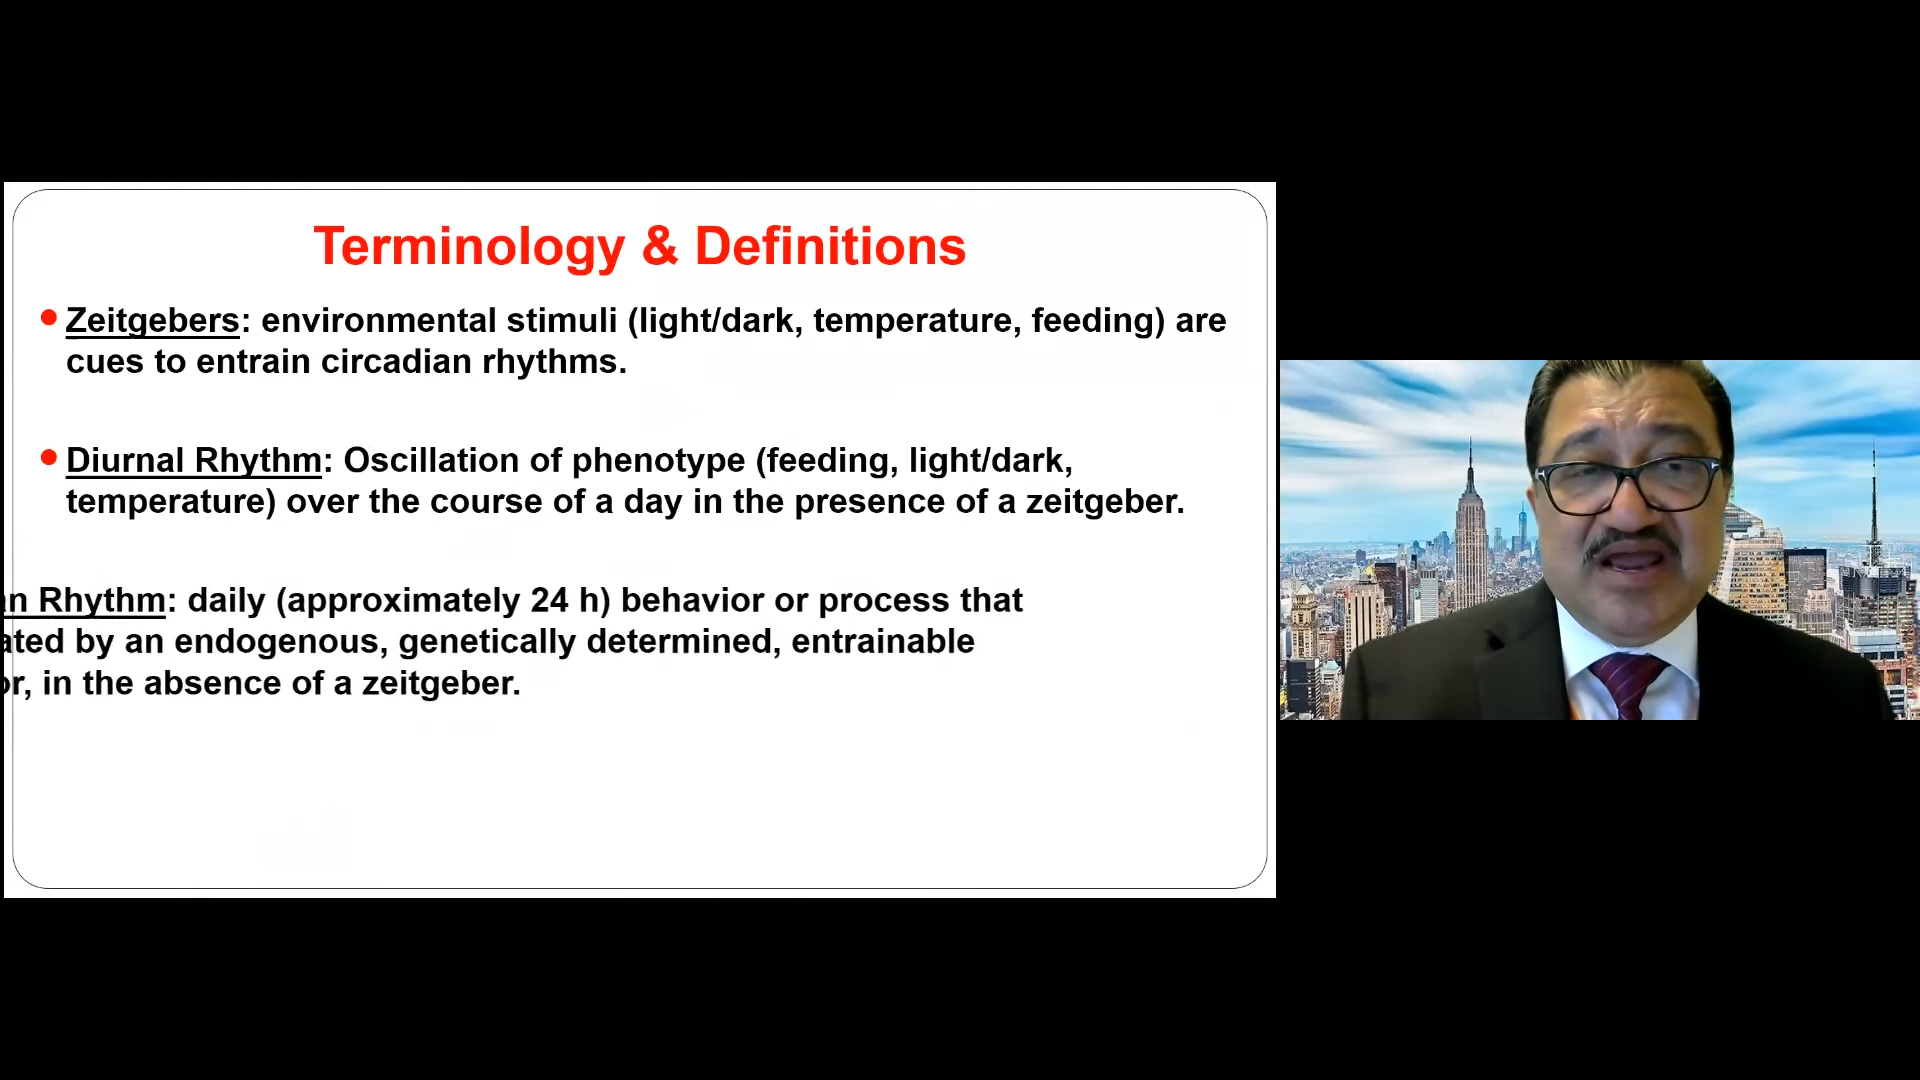 Terminology & Definitions
Zeitgebers: environmental stimuli (light/dark, temperature, feeding) are
cues to entrain circadian rhythms.
Diurnal Rhythm: Oscillation of phenotype (feeding, light/dark,
temperature) over the course of a day in the presence of a zeitgeber.
Rhythm: daily (approximately 24 h) behavior or process that
by an endogenous, genetically determined, entrainable
in the absence of a zeitgeber.